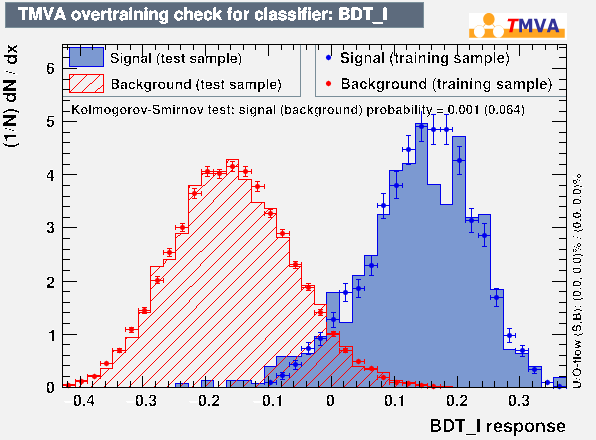 TMVA overtraining check for classifier: BDT_I
TMVA
Signal (test sample)
Background (test sample)
Signal (training sample)
Background (training sample)
Kolmogorov-Smirnov test: signal (background) probability = 0.001 (0.064)
(1/N) dN / dx
6
5
4
3
2
1
0
−0.4 −0.3 −0.2 −0.1 0 0.1 0.2 0.3
BDT_I response
U/O-flow (S,B): (0.0, 0.0)% / (0.0, 0.0)%